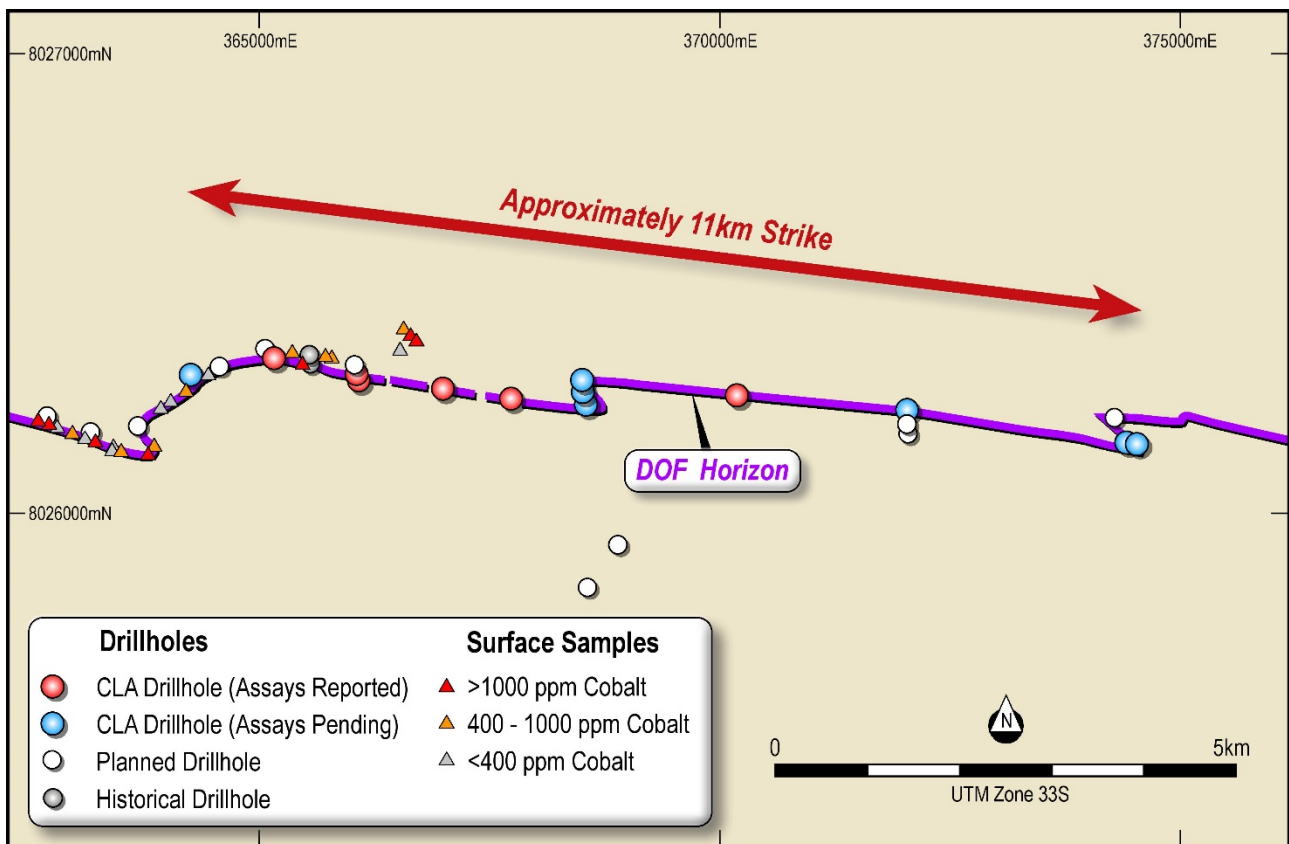 365000mE
370000mE
375000mE
8027000mN
Approximately 11km Strike
DOF Horizon
8026000mN
Drillholes
CLA Drillhole (Assays Reported)
CLA Drillhole (Assays Pending)
Planned Drillhole
Historical Drillhole
Surface Samples
>1000 ppm Cobalt
400 - 1000 ppm Cobalt
<400 ppm Cobalt
N
0
5km
UTM Zone 33S